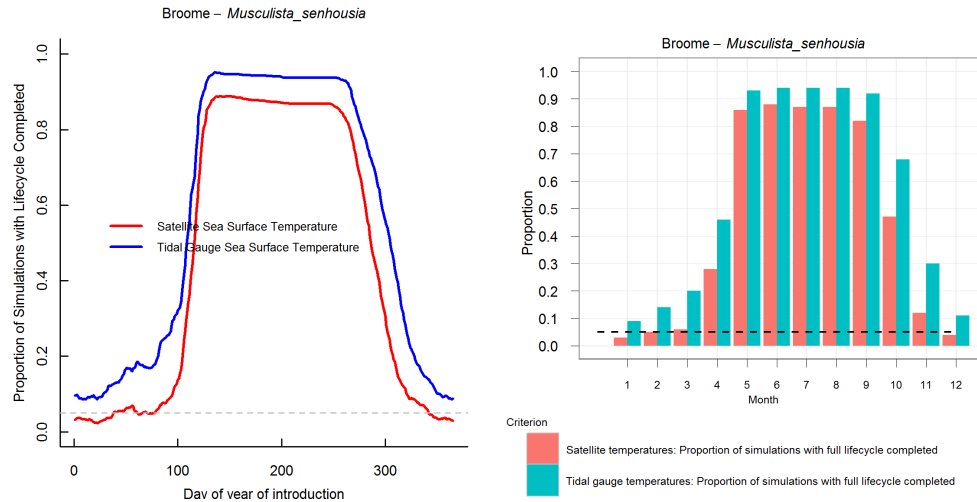 Broome – Musculista_senhousia
Proportion of Simulations with Lifecycle Completed
1.0
0.8
0.6
0.4
0.2
0.0
Satellite Sea Surface Temperature
Tidal Gauge Sea Surface Temperature
0 100 200 300
Day of year of introduction
Broome – Musculista_senhousia
Proportion
1.0
0.9
0.8
0.7
0.6
0.5
0.4
0.3
0.2
0.1
0.0
1 2 3 4 5 6 7 8 9 10 11 12
Month
Criterion
Satellite temperatures: Proportion of simulations with full lifecycle completed
Tidal gauge temperatures: Proportion of simulations with full lifecycle completed